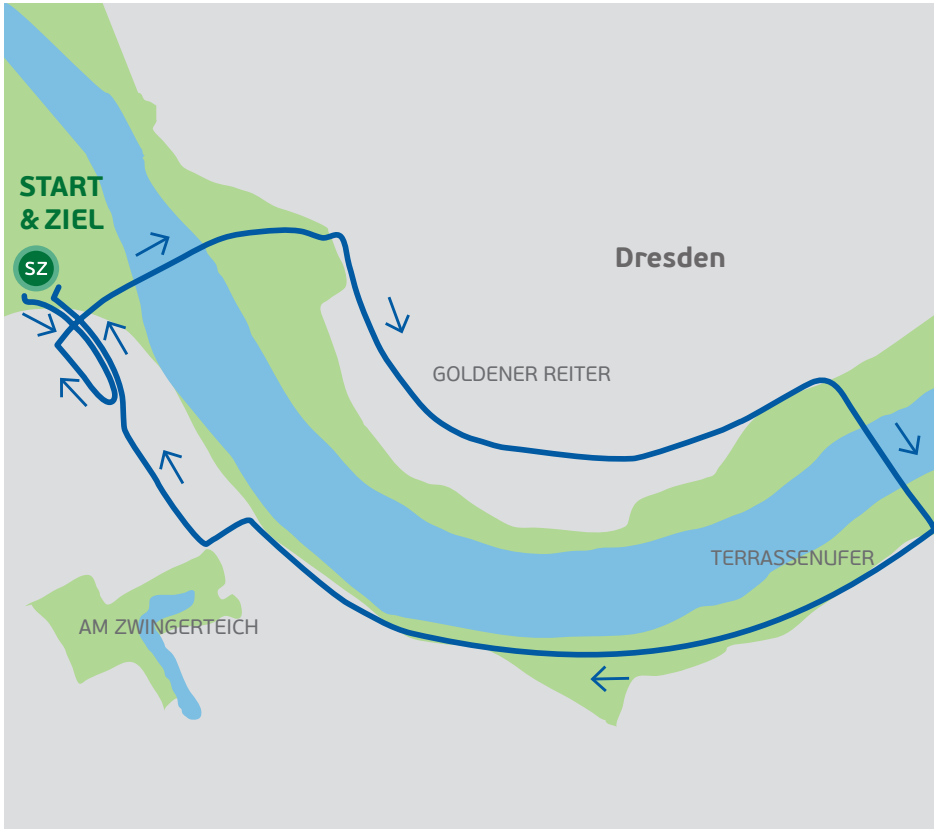 START
& ZIEL
SZ
Dresden
GOLDENER REITER
TERRASSENUFER
AM ZWINGERTEICH